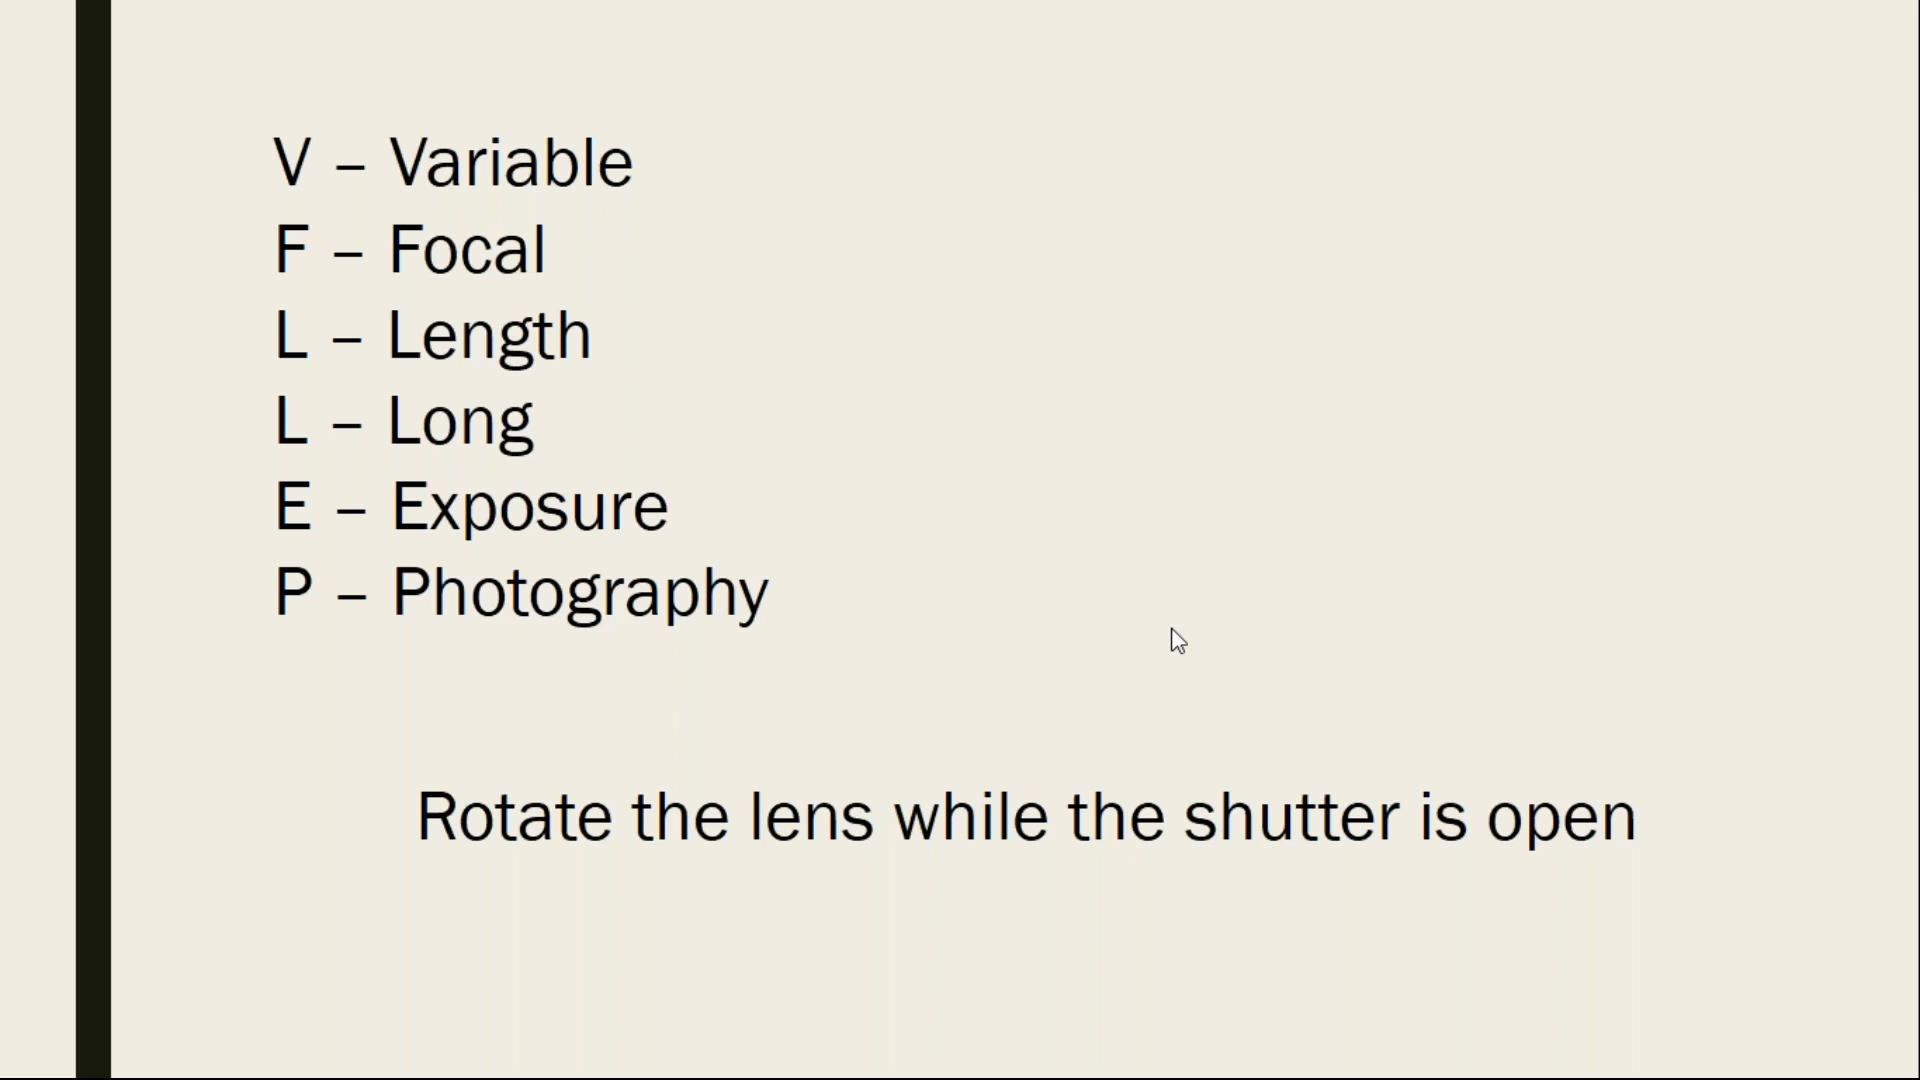 V – Variable
F – Focal
L – Length
L – Long
E – Exposure
P – Photography
Rotate the lens while the shutter is open